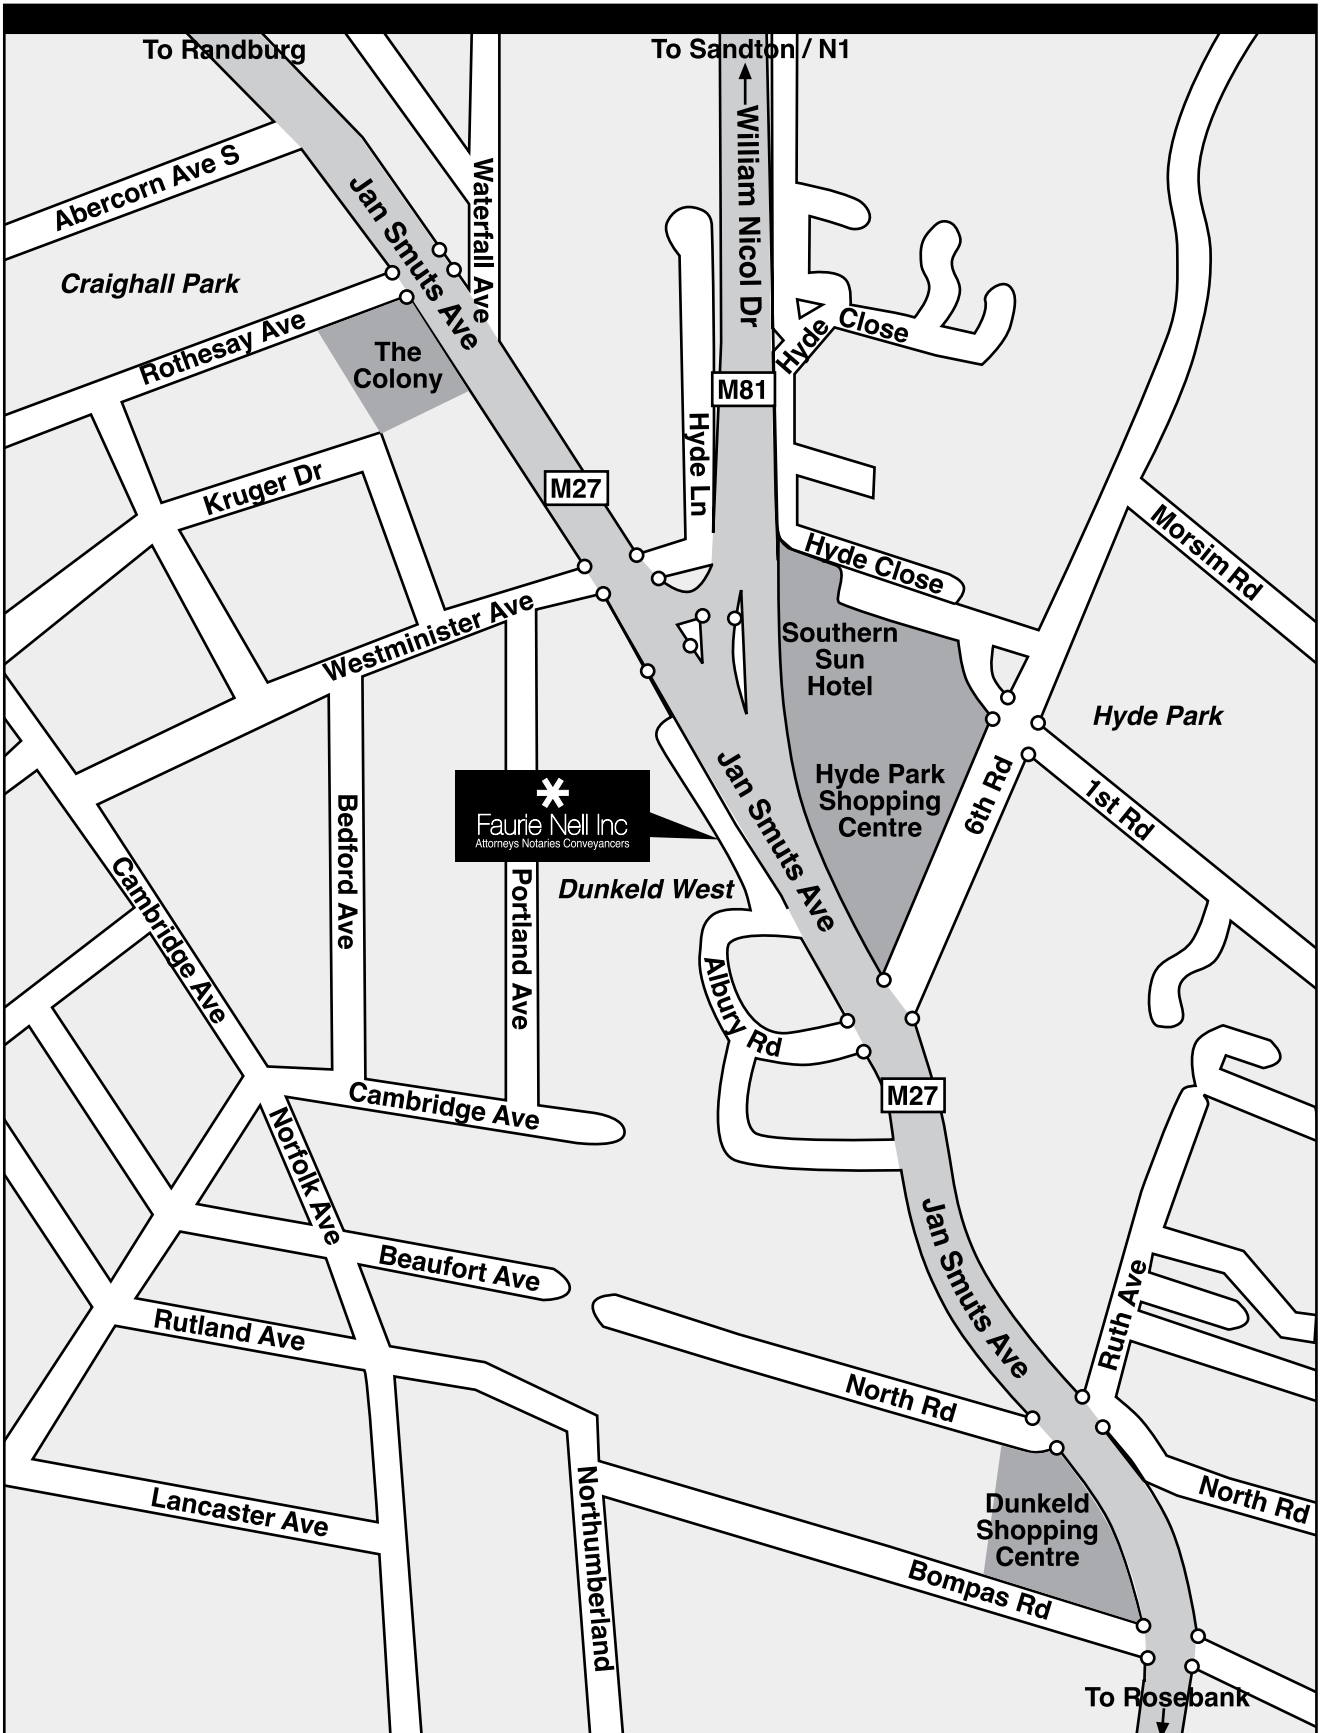 To Randburg
To Sandton / N1
William Nicol Dr
Abercorn Ave S
Waterfall Ave
Jan Smuts Ave
Craighall Park
Rothesay Ave
The
Colony
Hyde
Close
M81
Hyde Ln
Kruger Dr
M27
Morsim Rd
Hyde Close
Westminister Ave
Southern
Sun
Hotel
Hyde Park
Hyde Park
Shopping
Centre
6th Rd
1st Rd
Jan Smuts Ave
Bedford Ave
Faurie Nell Inc
Attorneys Notaries Conveyancers
Dunkeld West
Portland Ave
Cambridge Ave
Albury Rd
M27
Cambridge Ave
Norfolk Ave
Jan Smuts Ave
Beaufort Ave
Ruth Ave
Rutland Ave
North Rd
North Rd
Northumberland
Lancaster Ave
Dunkeld
Shopping
Centre
Bompas Rd
To Rosebank